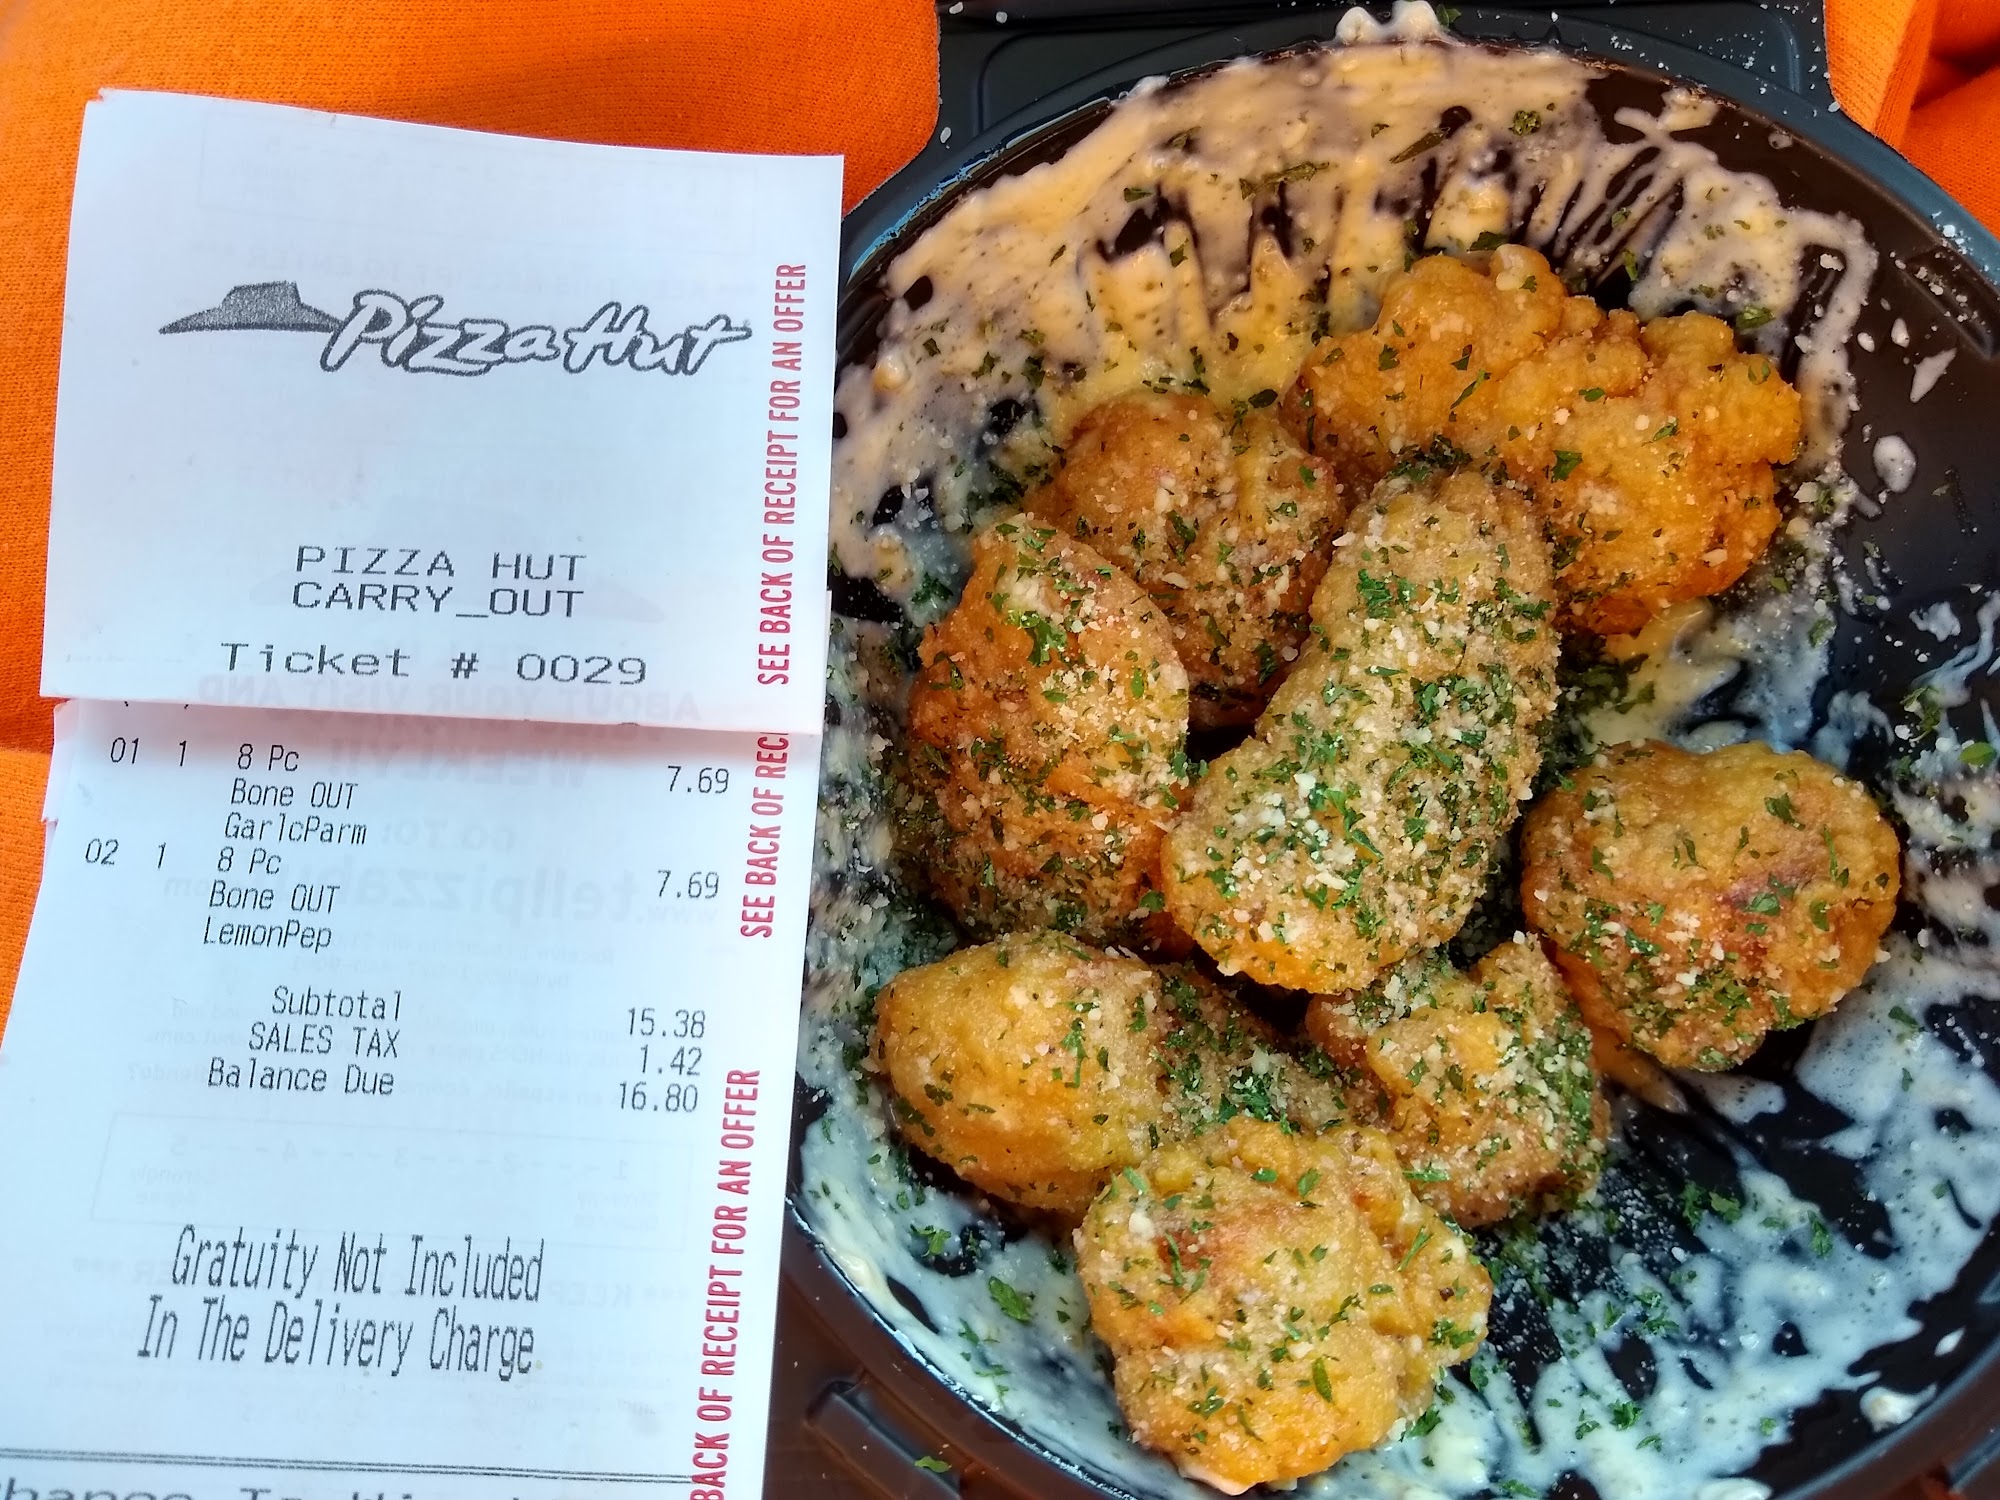 Pizza Hut
PIZZA HUT
CARRY_OUT
Ticket # 0029
01 1 8 Pc 7.69
Bone OUT
GarlcParm
02 1 8 Pc 7.69
Bone OUT
LemonPep
Subtotal 15.38
SALES TAX 1.42
Balance Due 16.80
Gratuity Not Included
In The Delivery Charge
SEE BACK OF RECEIPT FOR AN OFFER
SEE BACK OF RECEI
BACK OF RECEIPT FOR AN OFFER